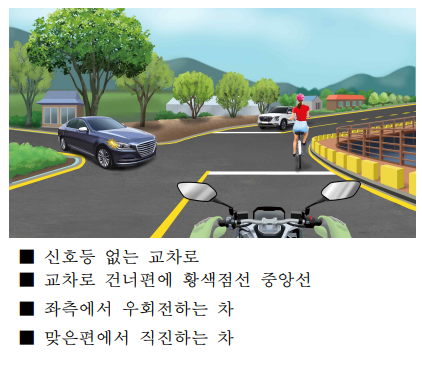 ■ 신호등 없는 교차로
■ 교차로 건너편에 황색점선 중앙선
■ 좌측에서 우회전하는 차
■ 맞은편에서 직진하는 차